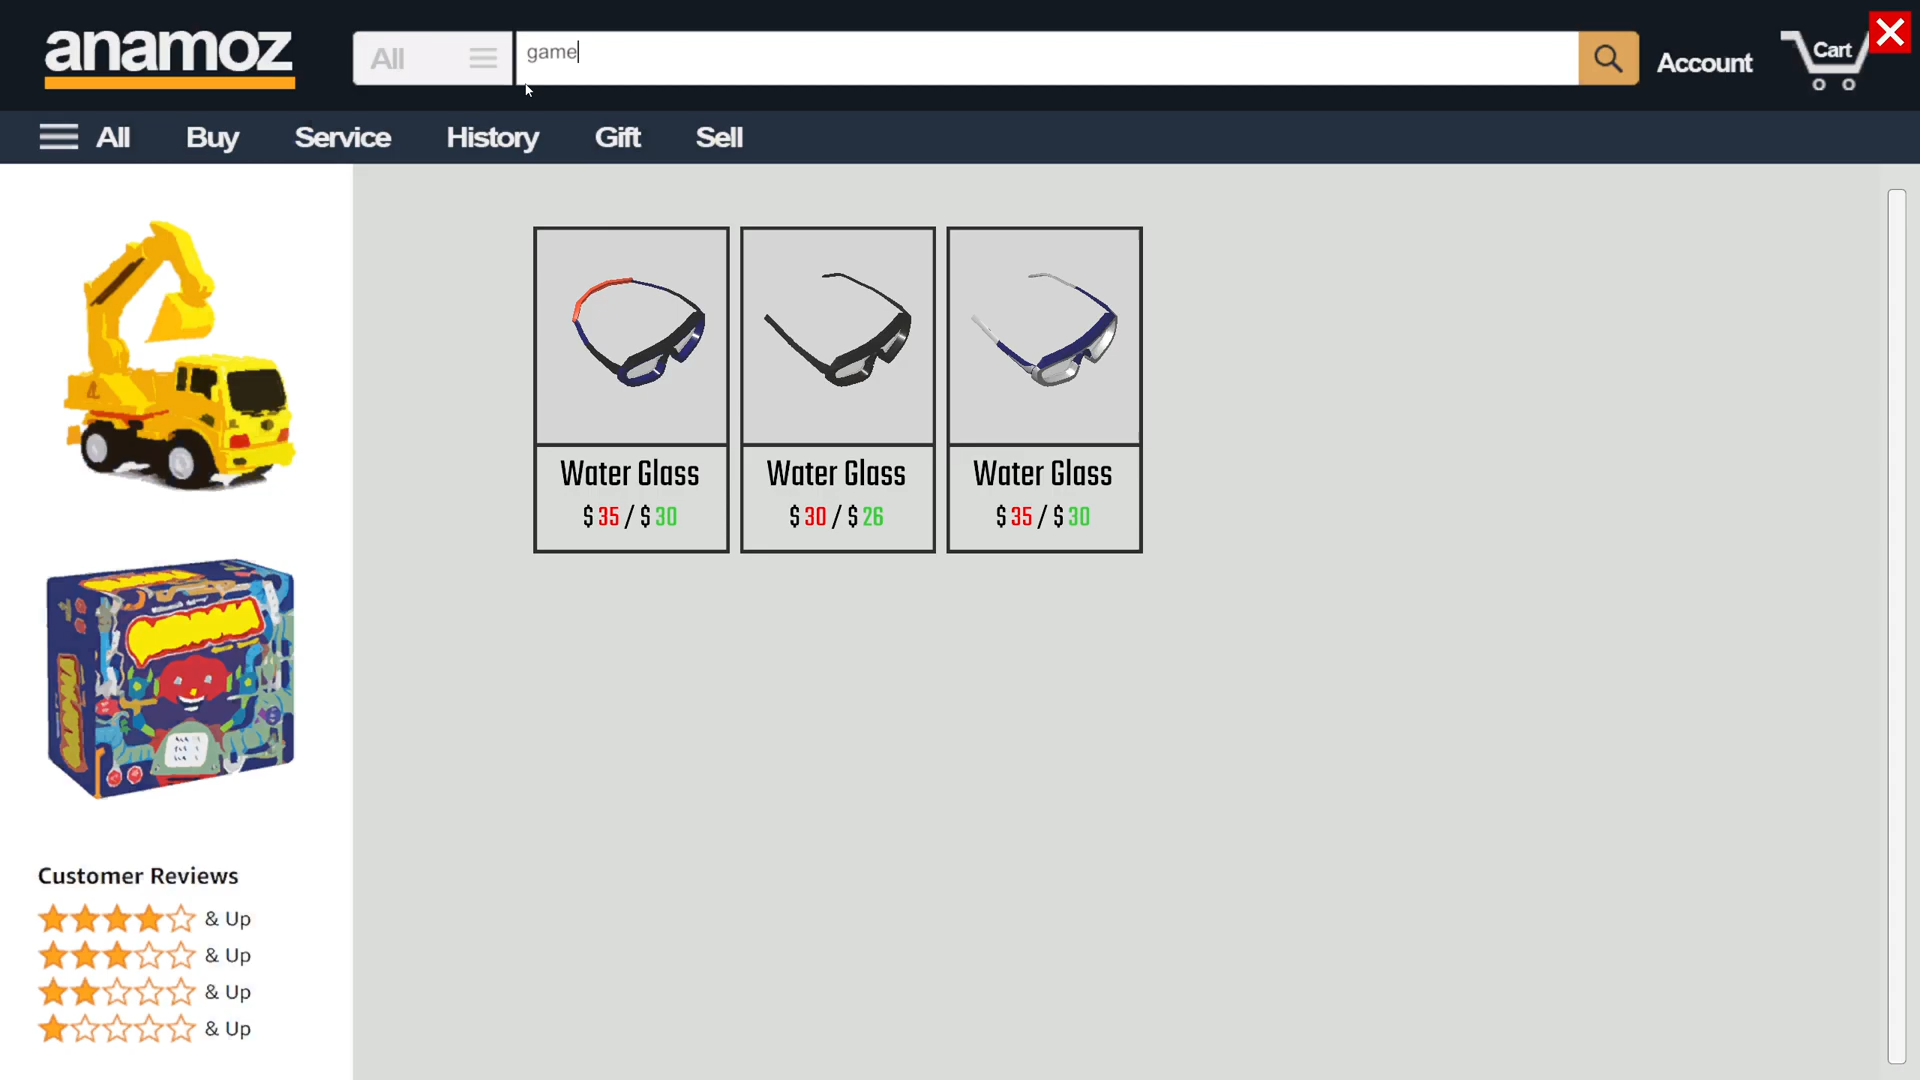 anamoz
All
game
Account
Cart
All
Buy
Service
History
Gift
Sell
Water Glass
$ 35 / $ 30
Water Glass
$ 30 / $ 26
Water Glass
$ 35 / $ 30
Customer Reviews
& Up
& Up
& Up
& Up